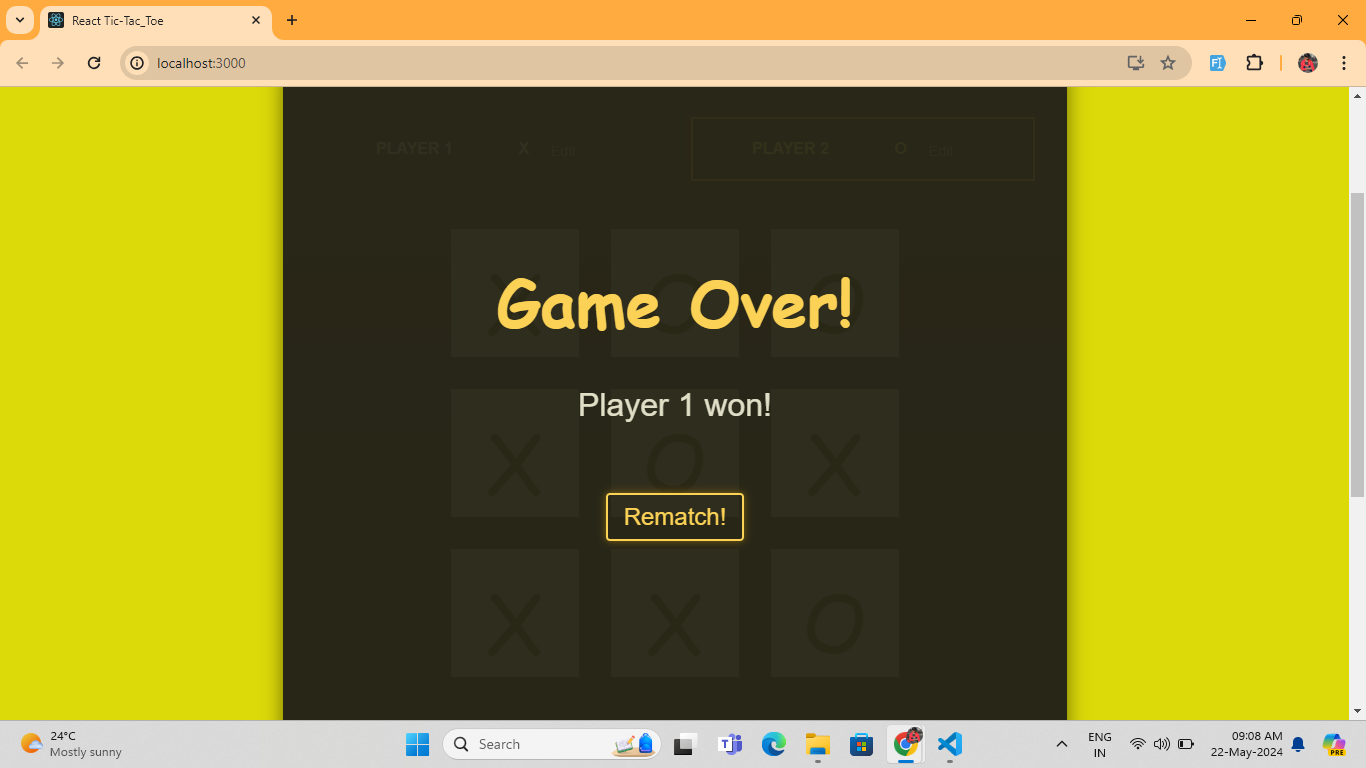 React Tic-Tac_Toe
localhost:3000
PLAYER 1 X Edit
PLAYER 2 O Edit
X O O
Game Over!
Player 1 won!
X O X
Rematch!
X X O
24°C
Mostly sunny
Search
ENG
IN
09:08 AM
22-May-2024
PRE